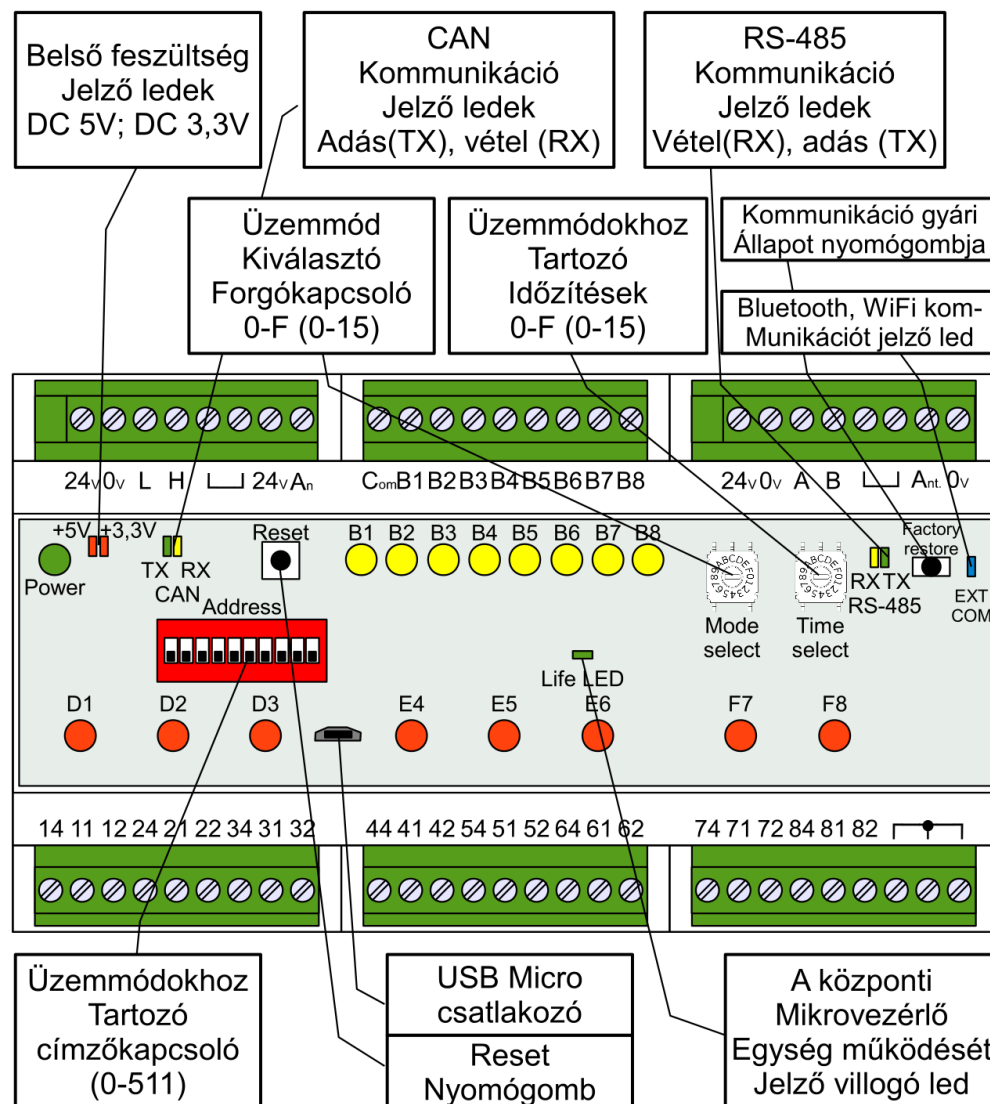 Belső feszültség
Jelző ledek
DC 5V; DC 3,3V
CAN
Kommunikáció
Jelző ledek
Adás(TX), vétel (RX)
RS-485
Kommunikáció
Jelző ledek
Vétel(RX), adás (TX)
Üzemmód
Kiválasztó
Forgókapcsoló
0-F (0-15)
Üzemmódokhoz
Tartozó
Időzítések
0-F (0-15)
Kommunikáció gyári
Állapot nyomógombja
Bluetooth, WiFi kom-
Munikációt jelző led
24V 0V L H 24V An
Com B1 B2 B3 B4 B5 B6 B7 B8
24V 0V A B Ant. 0V
+5V +3,3V
Power
TX RX
CAN
Reset
Address
B1 B2 B3 B4 B5 B6 B7 B8
0123456789ABCDEF
Mode
select
0123456789ABCDEF
Time
select
RX TX
RS-485
Factory
restore
EXT
COM
Life LED
D1 D2 D3 E4 E5 E6 F7 F8
14 11 12 24 21 22 34 31 32
44 41 42 54 51 52 64 61 62
74 71 72 84 81 82
Üzemmódokhoz
Tartozó
címzőkapcsoló
(0-511)
USB Micro
csatlakozó
Reset
Nyomógomb
A központi
Mikrovezérlő
Egység működését
Jelző villogó led